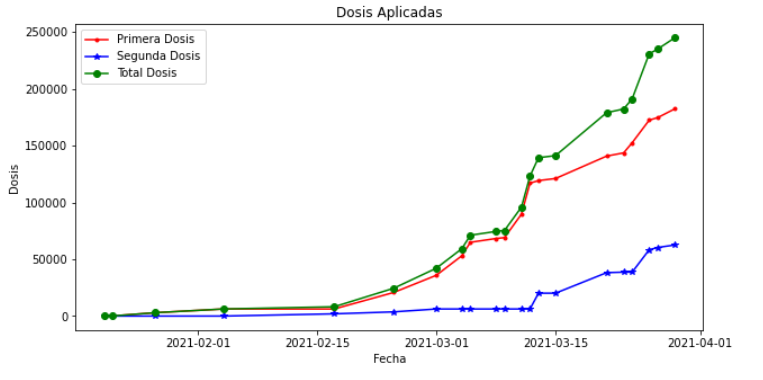 Dosis Aplicadas
250000
200000
150000
100000
50000
0
Dosis
Primera Dosis
Segunda Dosis
Total Dosis
2021-02-01 2021-02-15 2021-03-01 2021-03-15 2021-04-01
Fecha